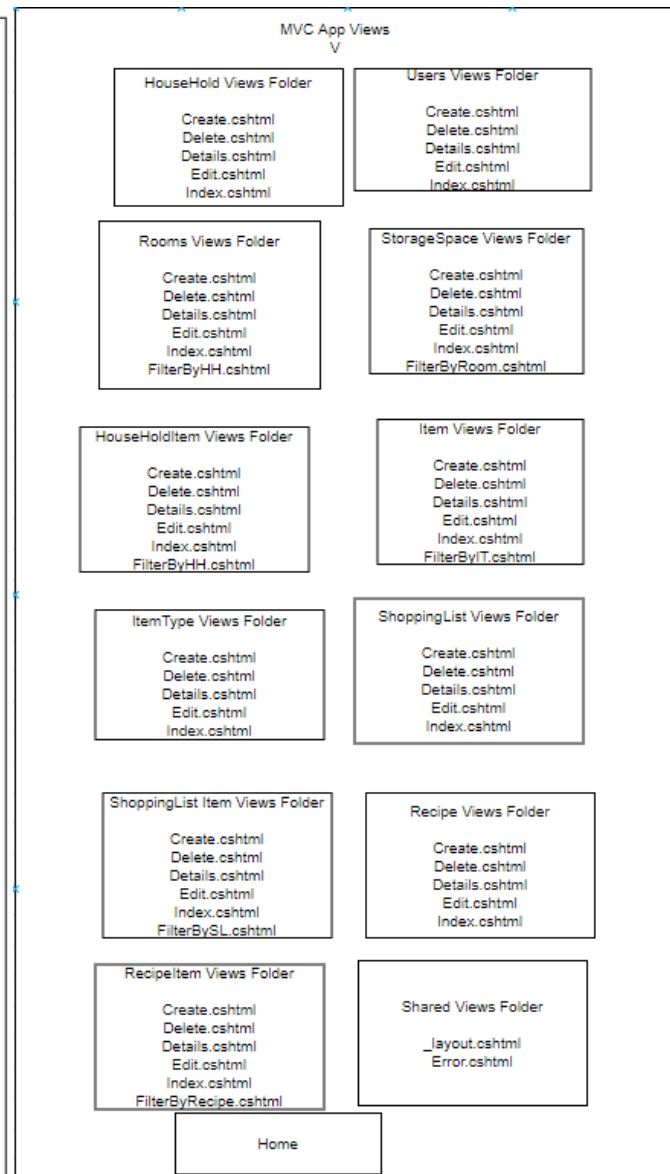 MVC App Views
V
HouseHold Views Folder
Create.cshtml
Delete.cshtml
Details.cshtml
Edit.cshtml
Index.cshtml
Users Views Folder
Create.cshtml
Delete.cshtml
Details.cshtml
Edit.cshtml
Index.cshtml
Rooms Views Folder
Create.cshtml
Delete.cshtml
Details.cshtml
Edit.cshtml
Index.cshtml
FilterByHH.cshtml
StorageSpace Views Folder
Create.cshtml
Delete.cshtml
Details.cshtml
Edit.cshtml
Index.cshtml
FilterByRoom.cshtml
HouseHoldItem Views Folder
Create.cshtml
Delete.cshtml
Details.cshtml
Edit.cshtml
Index.cshtml
FilterByHH.cshtml
Item Views Folder
Create.cshtml
Delete.cshtml
Details.cshtml
Edit.cshtml
Index.cshtml
FilterByIT.cshtml
ItemType Views Folder
Create.cshtml
Delete.cshtml
Details.cshtml
Edit.cshtml
Index.cshtml
ShoppingList Views Folder
Create.cshtml
Delete.cshtml
Details.cshtml
Edit.cshtml
Index.cshtml
ShoppingList Item Views Folder
Create.cshtml
Delete.cshtml
Details.cshtml
Edit.cshtml
Index.cshtml
FilterBySL.cshtml
Recipe Views Folder
Create.cshtml
Delete.cshtml
Details.cshtml
Edit.cshtml
Index.cshtml
RecipeItem Views Folder
Create.cshtml
Delete.cshtml
Details.cshtml
Edit.cshtml
Index.cshtml
FilterByRecipe.cshtml
Shared Views Folder
_layout.cshtml
Error.cshtml
Home